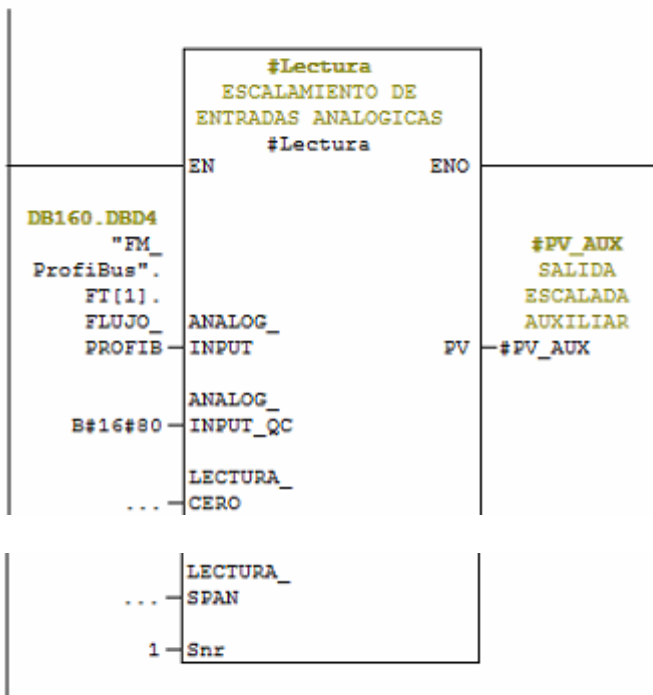 #Lectura
ESCALAMIENTO DE
ENTRADAS ANALOGICAS
#Lectura
EN ENO
DB160.DBD4
"FM_
ProfiBus".
FT[1].
FLUJO_
PROFIB
ANALOG_
INPUT
#PV_AUX
SALIDA
ESCALADA
AUXILIAR
PV #PV_AUX
ANALOG_
B#16#80 INPUT_QC
LECTURA_
... CERO
LECTURA_
... SPAN
1 Snr